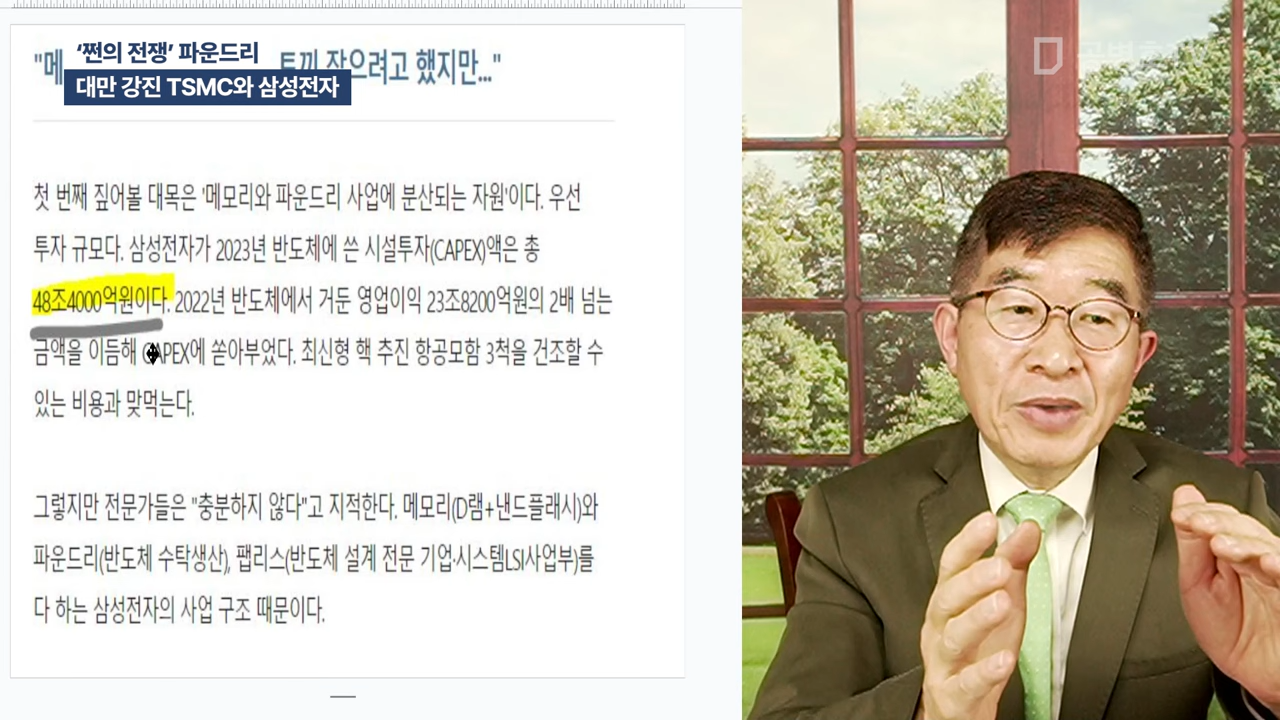 "메 토끼 잡으려고 했지만..."
'쩐의 전쟁' 파운드리
대만 강진 TSMC와 삼성전자
첫 번째 짚어볼 대목은 '메모리와 파운드리 사업에 분산되는 자원'이다. 우선
투자 규모다. 삼성전자가 2023년 반도체에 쓴 시설투자(CAPEX)액은 총
48조4000억원이다. 2022년 반도체에서 거둔 영업이익 23조8200억원의 2배 넘는
금액을 이듬해 CAPEX에 쏟아부었다. 최신형 핵 추진 항공모함 3척을 건조할 수
있는 비용과 맞먹는다.
그렇지만 전문가들은 "충분하지 않다"고 지적한다. 메모리(D램+낸드플래시)와
파운드리(반도체 수탁생산), 팹리스(반도체 설계 전문 기업·시스템LSI사업부)를
다 하는 삼성전자의 사업 구조 때문이다.